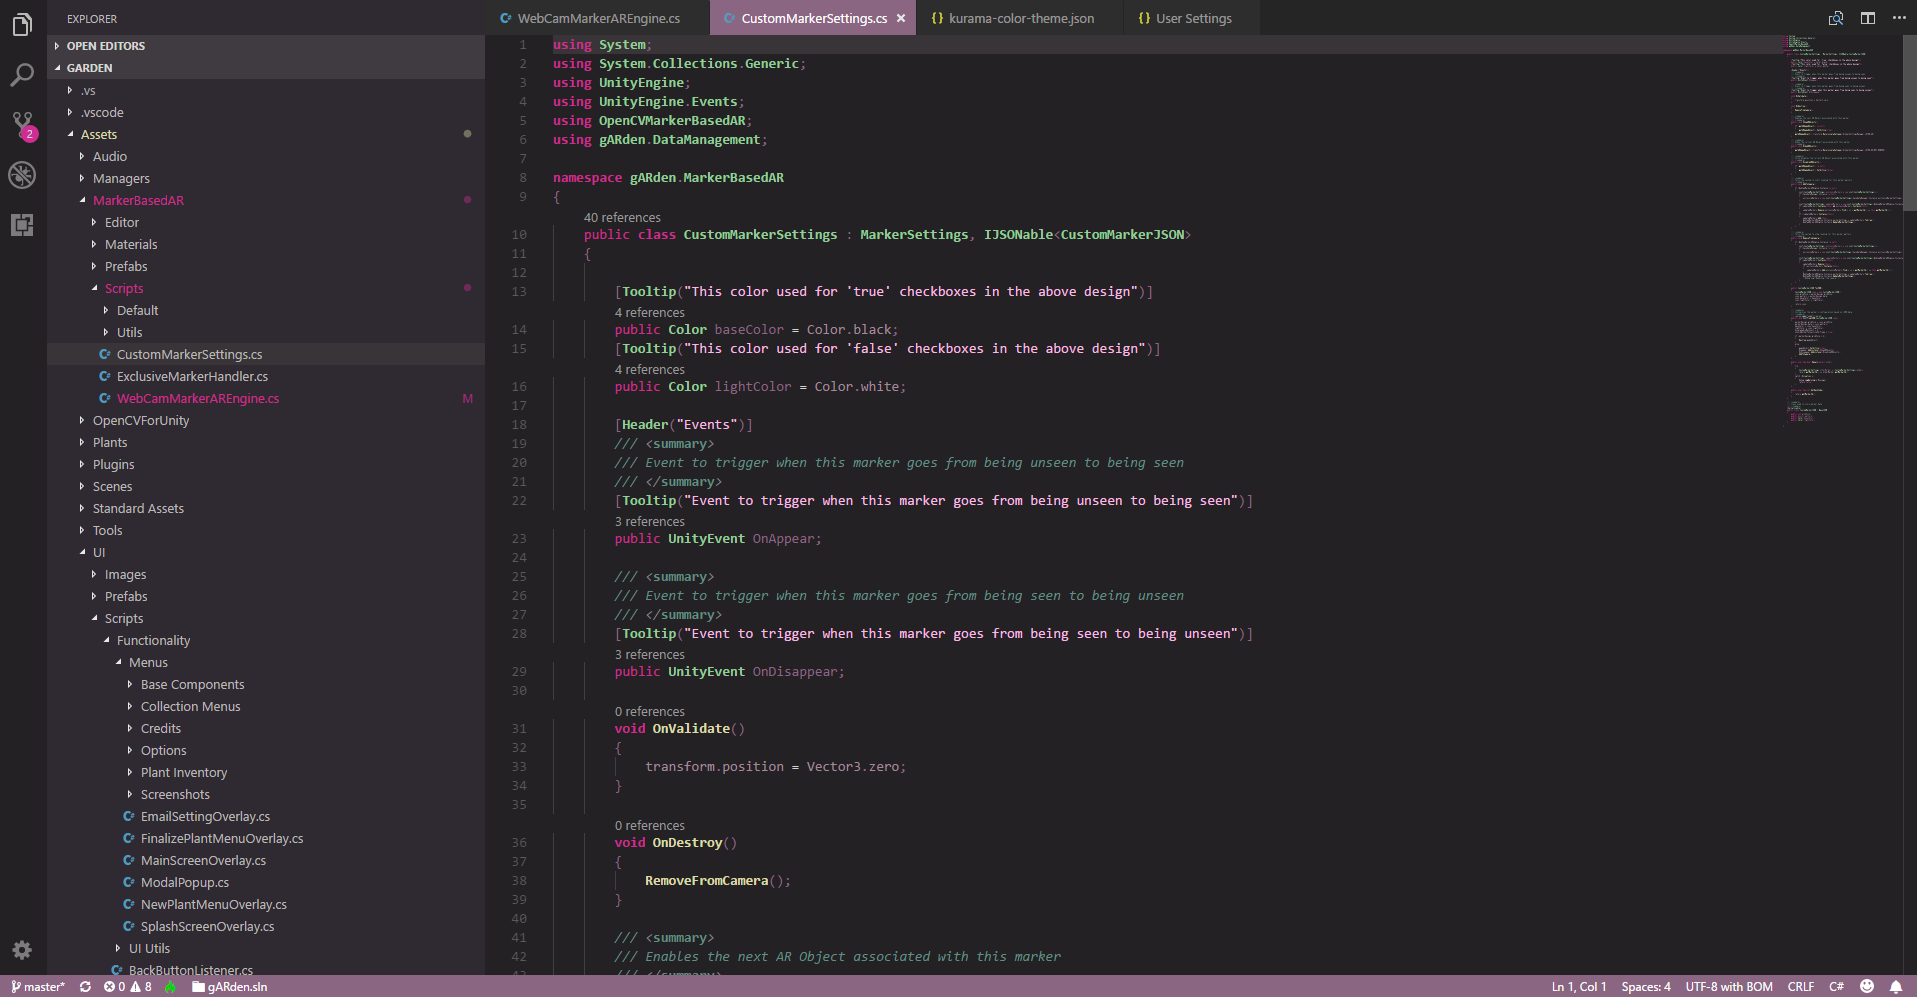 EXPLORER
OPEN EDITORS
GARDEN
.vs
.vscode
Assets
Audio
Managers
MarkerBasedAR
Editor
Materials
Prefabs
Scripts
Default
Utils
C# CustomMarkerSettings.cs
C# ExclusiveMarkerHandler.cs
C# WebCamMarkerAREngine.cs M
OpenCVForUnity
Plants
Plugins
Scenes
Standard Assets
Tools
UI
Images
Prefabs
Scripts
Functionality
Menus
Base Components
Collection Menus
Credits
Options
Plant Inventory
Screenshots
C# EmailSettingOverlay.cs
C# FinalizePlantMenuOverlay.cs
C# MainScreenOverlay.cs
C# ModalPopup.cs
C# NewPlantMenuOverlay.cs
C# SplashScreenOverlay.cs
UI Utils
C# BackButtonListener.cs
2
C# WebCamMarkerAREngine.cs
C# CustomMarkerSettings.cs ×
{} kurama-color-theme.json
{} User Settings
1 using System;
2 using System.Collections.Generic;
3 using UnityEngine;
4 using UnityEngine.Events;
5 using OpenCVMarkerBasedAR;
6 using gARden.DataManagement;
7
8 namespace gARden.MarkerBasedAR
9 {
40 references
10 public class CustomMarkerSettings : MarkerSettings, IJSONable<CustomMarkerJSON>
11 {
12
13 [Tooltip("This color used for 'true' checkboxes in the above design")]
4 references
14 public Color baseColor = Color.black;
15 [Tooltip("This color used for 'false' checkboxes in the above design")]
4 references
16 public Color lightColor = Color.white;
17
18 [Header("Events")]
19 /// <summary>
20 /// Event to trigger when this marker goes from being unseen to being seen
21 /// </summary>
22 [Tooltip("Event to trigger when this marker goes from being unseen to being seen")]
3 references
23 public UnityEvent OnAppear;
24
25 /// <summary>
26 /// Event to trigger when this marker goes from being seen to being unseen
27 /// </summary>
28 [Tooltip("Event to trigger when this marker goes from being seen to being unseen")]
3 references
29 public UnityEvent OnDisappear;
30
0 references
31 void OnValidate()
32 {
33 transform.position = Vector3.zero;
34 }
35
0 references
36 void OnDestroy()
37 {
38 RemoveFromCamera();
39 }
40
41 /// <summary>
42 /// Enables the next AR Object associated with this marker
43 /// </summary>
master* 0 8 gARden.sln
Ln 1, Col 1 Spaces: 4 UTF-8 with BOM CRLF C#